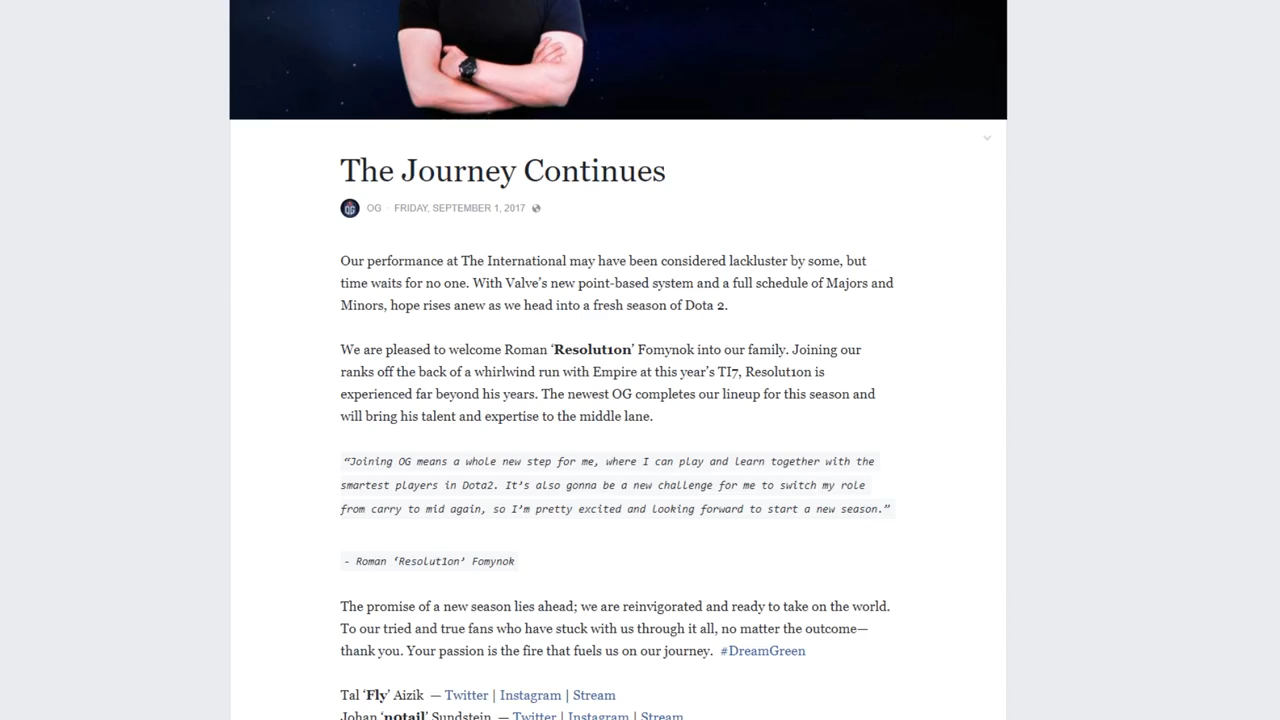 The Journey Continues
OG · FRIDAY, SEPTEMBER 1, 2017
Our performance at The International may have been considered lackluster by some, but
time waits for no one. With Valve’s new point-based system and a full schedule of Majors and
Minors, hope rises anew as we head into a fresh season of Dota 2.
We are pleased to welcome Roman ‘Resolut1on’ Fomynok into our family. Joining our
ranks off the back of a whirlwind run with Empire at this year’s TI7, Resolut1on is
experienced far beyond his years. The newest OG completes our lineup for this season and
will bring his talent and expertise to the middle lane.
“Joining OG means a whole new step for me, where I can play and learn together with the
smartest players in Dota2. It’s also gonna be a new challenge for me to switch my role
from carry to mid again, so I’m pretty excited and looking forward to start a new season.”
- Roman ‘Resolut1on’ Fomynok
The promise of a new season lies ahead; we are reinvigorated and ready to take on the world.
To our tried and true fans who have stuck with us through it all, no matter the outcome—
thank you. Your passion is the fire that fuels us on our journey. #DreamGreen
Tal ‘Fly’ Aizik — Twitter | Instagram | Stream
Johan ‘n0tail’ Sundstein — Twitter | Instagram | Stream